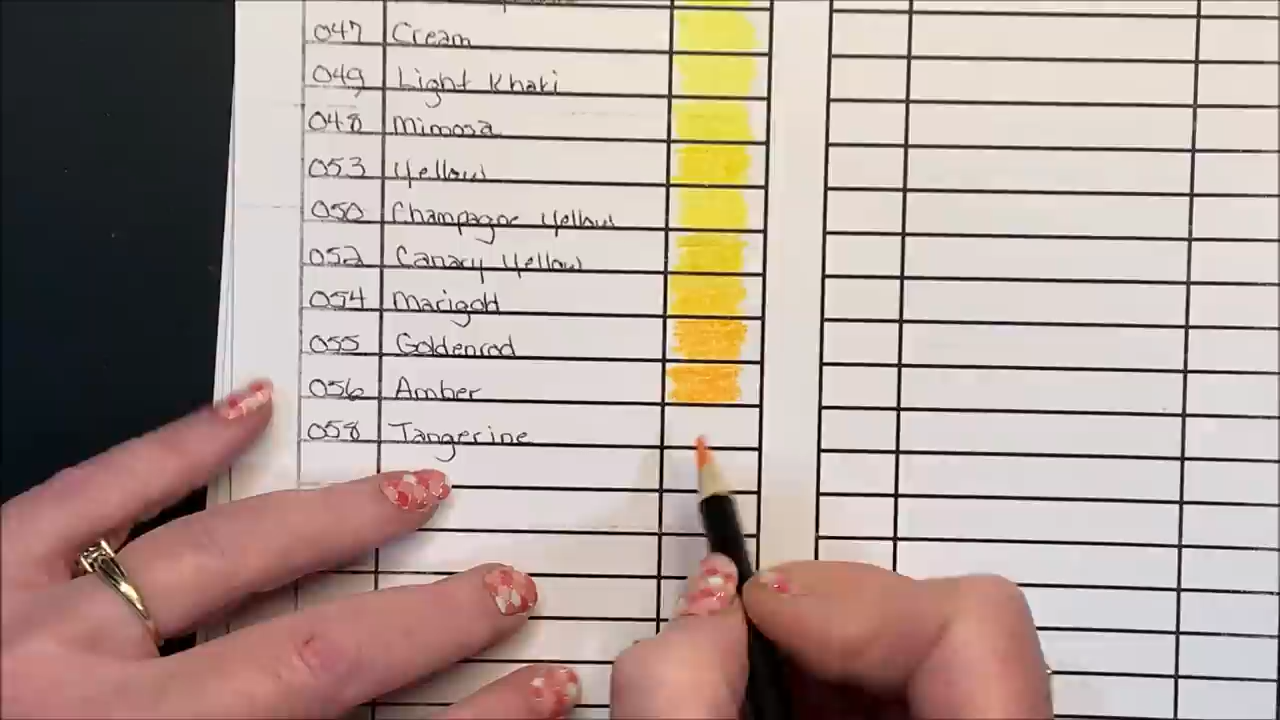 047 Cream
049 Light Khaki
048 Mimosa
053 Yellow
050 Champagne Yellow
052 Canary Yellow
054 Marigold
055 Goldenrod
056 Amber
058 Tangerine